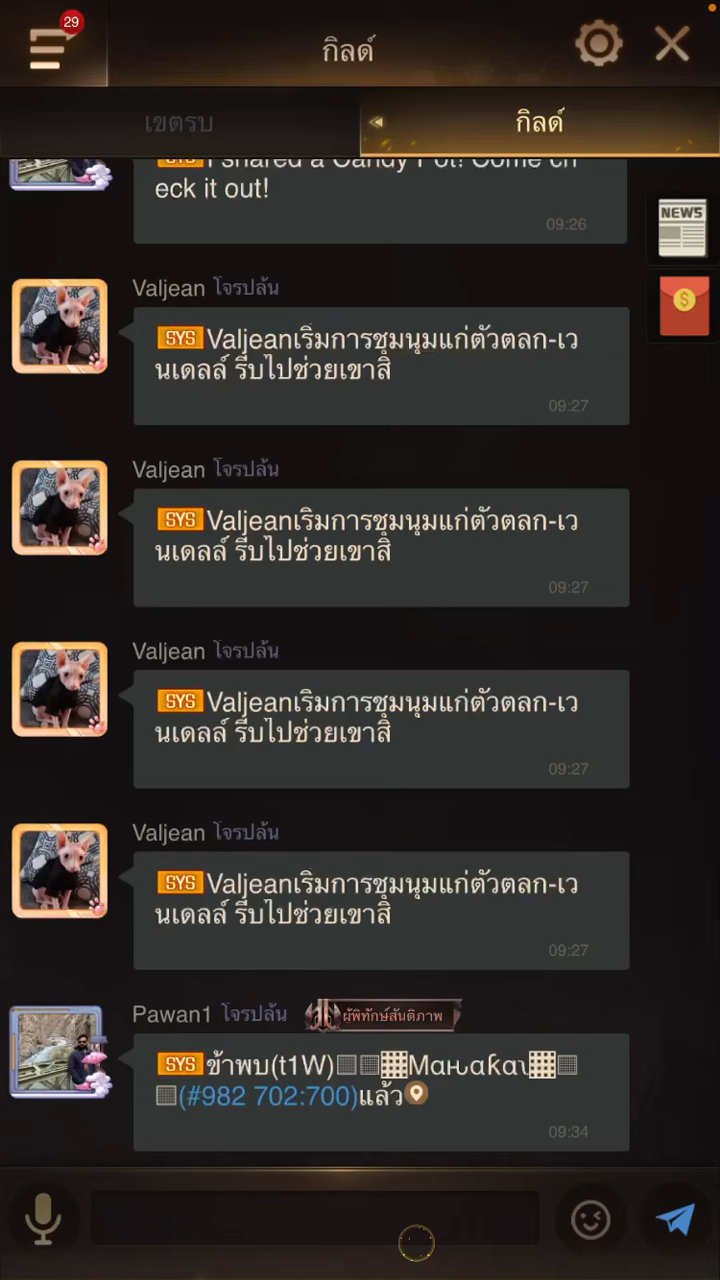 29
กิลด์
เขตรบ
กิลด์
SYS I shared a Candy Pot! Come ch
eck it out!
09:26
NEWS
$
Valjean โจรปล้น
SYS Valjeanเริ่มการชุมนุมแก่ตัวตลก-เว
นเดลล์ รีบไปช่วยเขาสิ
09:27
Valjean โจรปล้น
SYS Valjeanเริ่มการชุมนุมแก่ตัวตลก-เว
นเดลล์ รีบไปช่วยเขาสิ
09:27
Valjean โจรปล้น
SYS Valjeanเริ่มการชุมนุมแก่ตัวตลก-เว
นเดลล์ รีบไปช่วยเขาสิ
09:27
Valjean โจรปล้น
SYS Valjeanเริ่มการชุมนุมแก่ตัวตลก-เว
นเดลล์ รีบไปช่วยเขาสิ
09:27
Pawan1 โจรปล้น ผู้พิทักษ์สันติภาพ
SYS ข้าพบ(t1W)▤▤▦Mαԋαƙαι▦▤
▤(#982 702:700)แล้ว
09:34